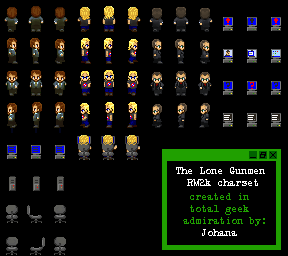 The Lone Gunmen
RM2k charset
created in
total geek
admiration by:
Johana